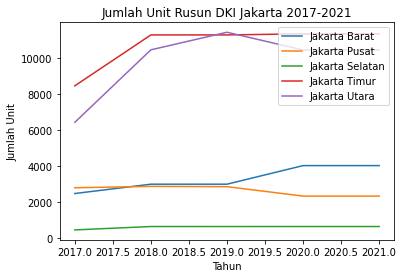 Jumlah Unit Rusun DKI Jakarta 2017-2021
Jakarta Barat
Jakarta Pusat
Jakarta Selatan
Jakarta Timur
Jakarta Utara
10000
8000
6000
4000
2000
0
Jumlah Unit
2017.0 2017.5 2018.0 2018.5 2019.0 2019.5 2020.0 2020.5 2021.0
Tahun